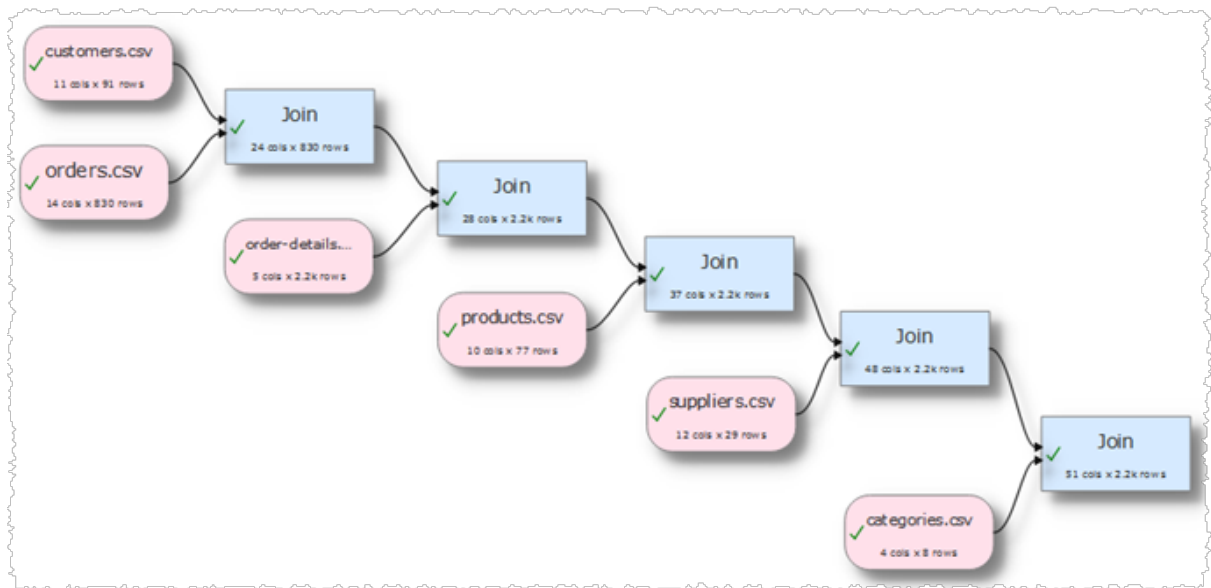 customers.csv
11 cols x 91 rows
Join
24 cols x 830 rows
orders.csv
14 cols x 830 rows
Join
28 cols x 2.2k rows
order-details...
5 cols x 2.2k rows
Join
37 cols x 2.2k rows
products.csv
10 cols x 77 rows
Join
48 cols x 2.2k rows
suppliers.csv
12 cols x 29 rows
Join
51 cols x 2.2k rows
categories.csv
4 cols x 8 rows